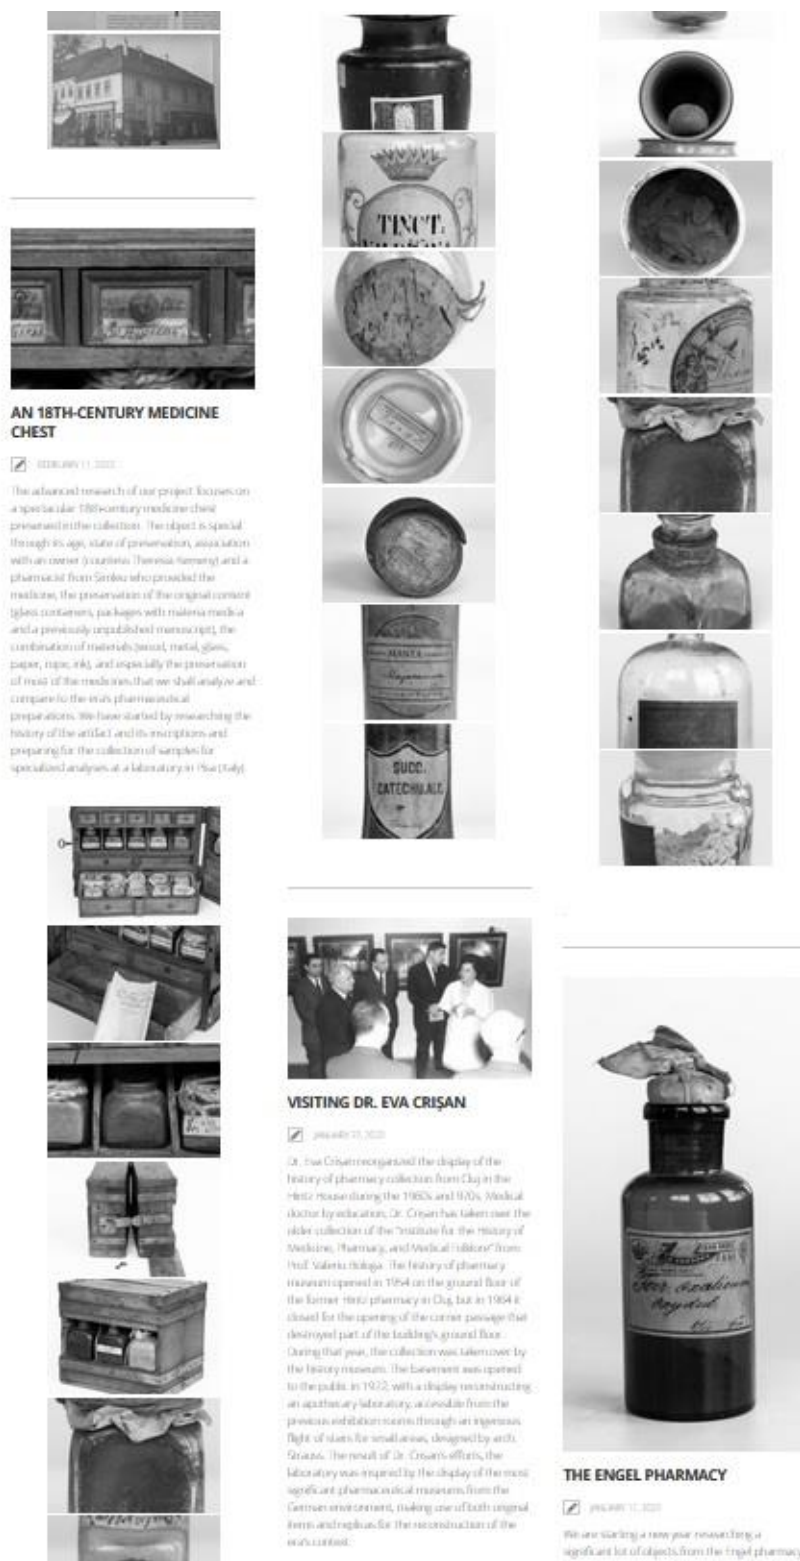 AN 18TH-CENTURY MEDICINE
CHEST
FEBRUARY 11, 2022
The advanced research of our project focuses on
a spectacular 18th-century medicine chest
preserved in the collection. The object is special
through its age, state of preservation, association
with an owner (countess Theresia Kemeny) and a
pharmacist from Simleu who provided the
medicine, the preservation of the original content
(glass containers, packages with materia medica
and a previously unpublished manuscript), the
combination of materials (wood, metal, glass,
paper, rope, ink), and especially the preservation
of most of the medicines that we shall analyze and
compare to the era's pharmaceutical
preparations. We have started by researching the
history of the artifact and its inscriptions and
preparing for the collection of samples for
specialized analyses at a laboratory in Pisa (Italy).
TINCT.
MANNA
SUCC.
CATECHU.
VISITING DR. EVA CRIȘAN
Dr. Eva Crișan reorganized the display of the
history of pharmacy collection from Cluj in the
Hintz House during the 1960s and 970s. Medical
doctor by education, Dr. Crișan has taken over the
older collection of the "Institute for the History of
Medicine, Pharmacy, and Medical Folklore" from
Prof. Valeriu Bologa. The history of pharmacy
museum opened in 1954 on the ground floor of
the former Hintz pharmacy in Cluj, but in 1964 it
closed for the opening of the corner passage that
destroyed part of the building's ground floor.
During that year, the collection was taken over by
the history museum. The basement was opened
to the public in 1972, with a display reconstructing
an apothecary laboratory, accessible from the
previous exhibition rooms through an ingenious
flight of stairs for small areas, designed by arch.
Strauss. The result of Dr. Crișan's efforts, the
laboratory was inspired by the display of the most
significant pharmaceutical museums from the
German environment, making use of both original
items and replicas for the reconstruction of the
era's context.
THE ENGEL PHARMACY
We are starting a new year researching a
significant lot of objects from the Engel pharmacy